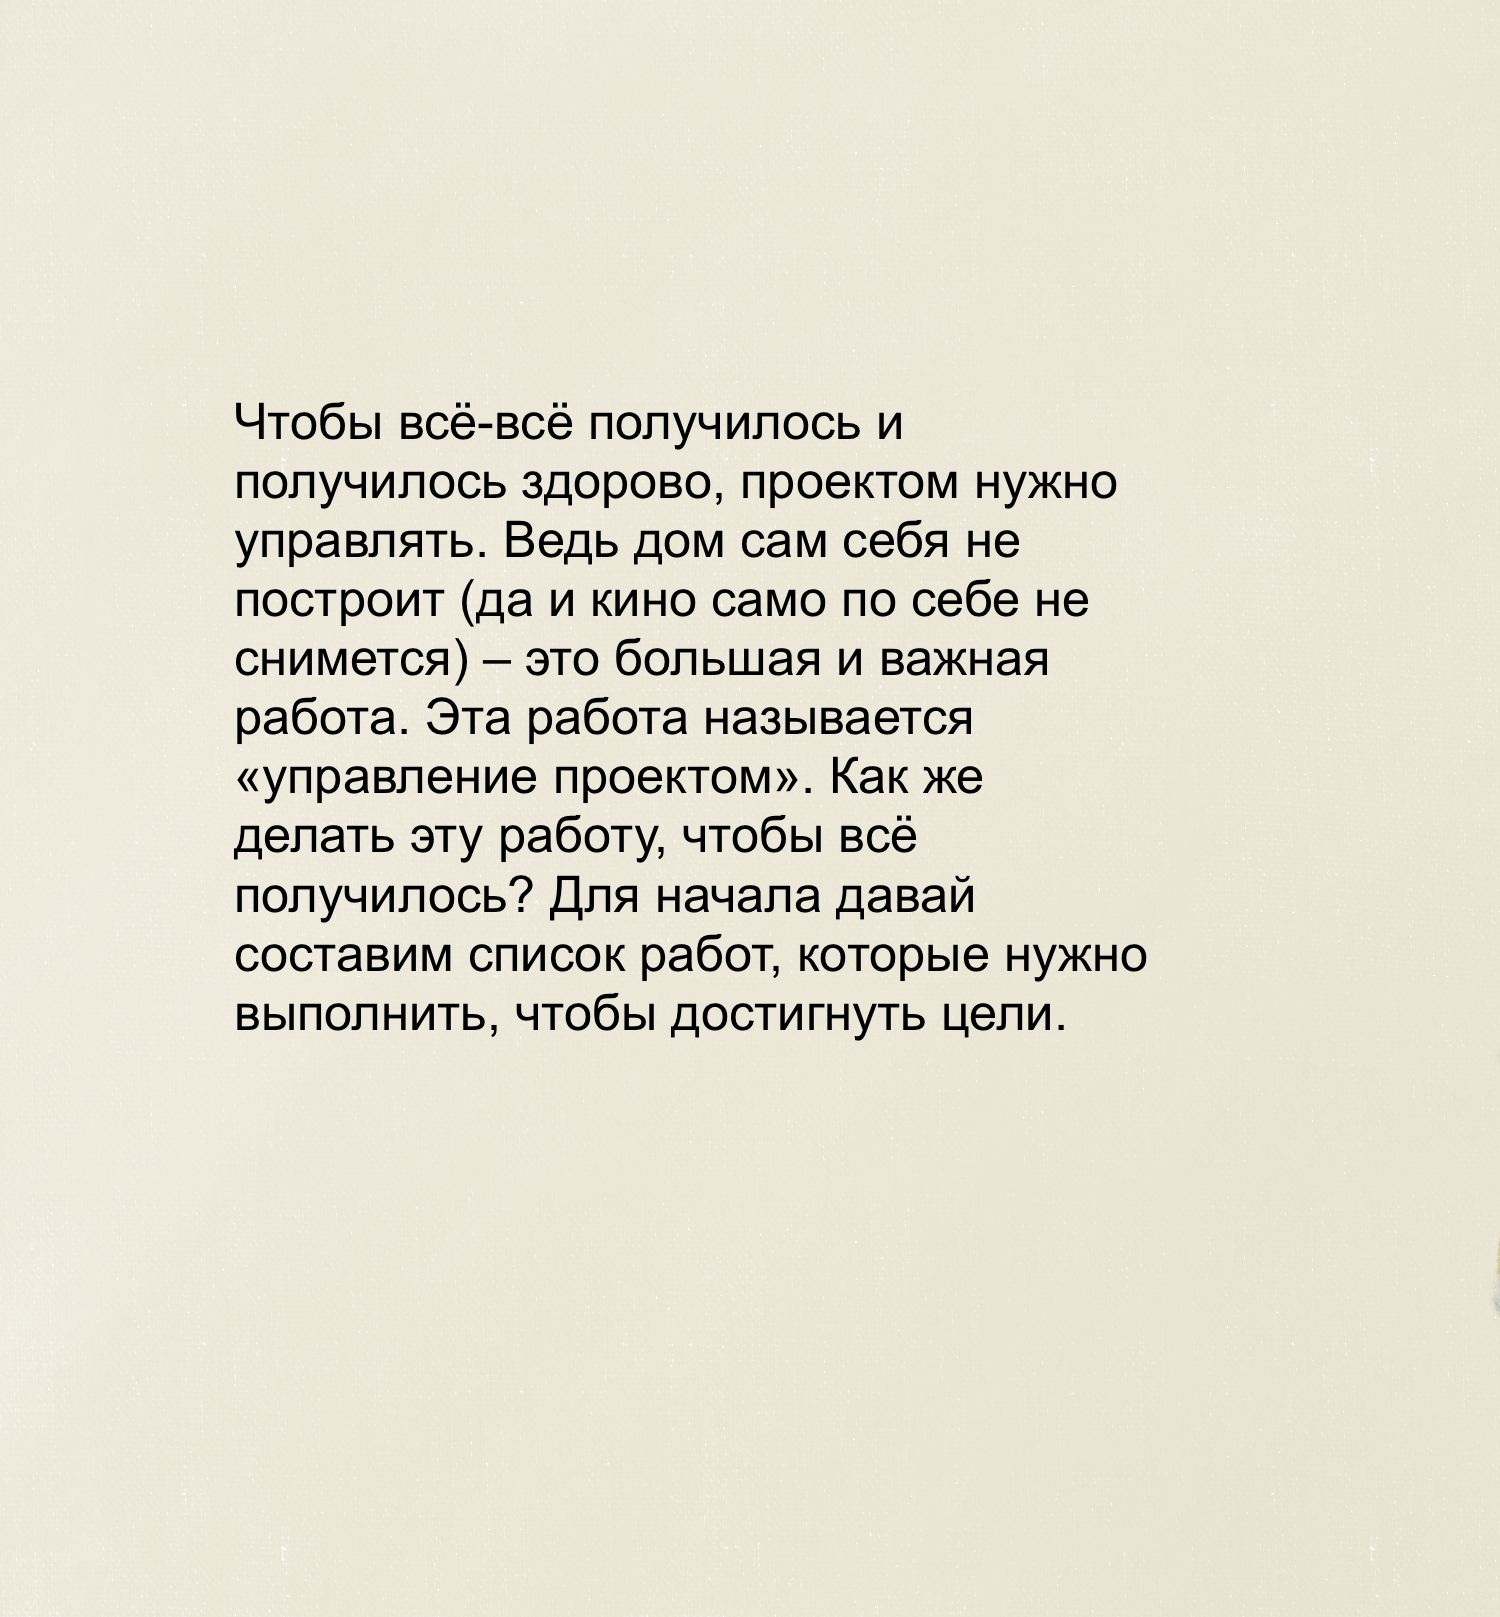 Чтобы всё-всё получилось и
получилось здорово, проектом нужно
управлять. Ведь дом сам себя не
построит (да и кино само по себе не
снимется) – это большая и важная
работа. Эта работа называется
«управление проектом». Как же
делать эту работу, чтобы всё
получилось? Для начала давай
составим список работ, которые нужно
выполнить, чтобы достигнуть цели.